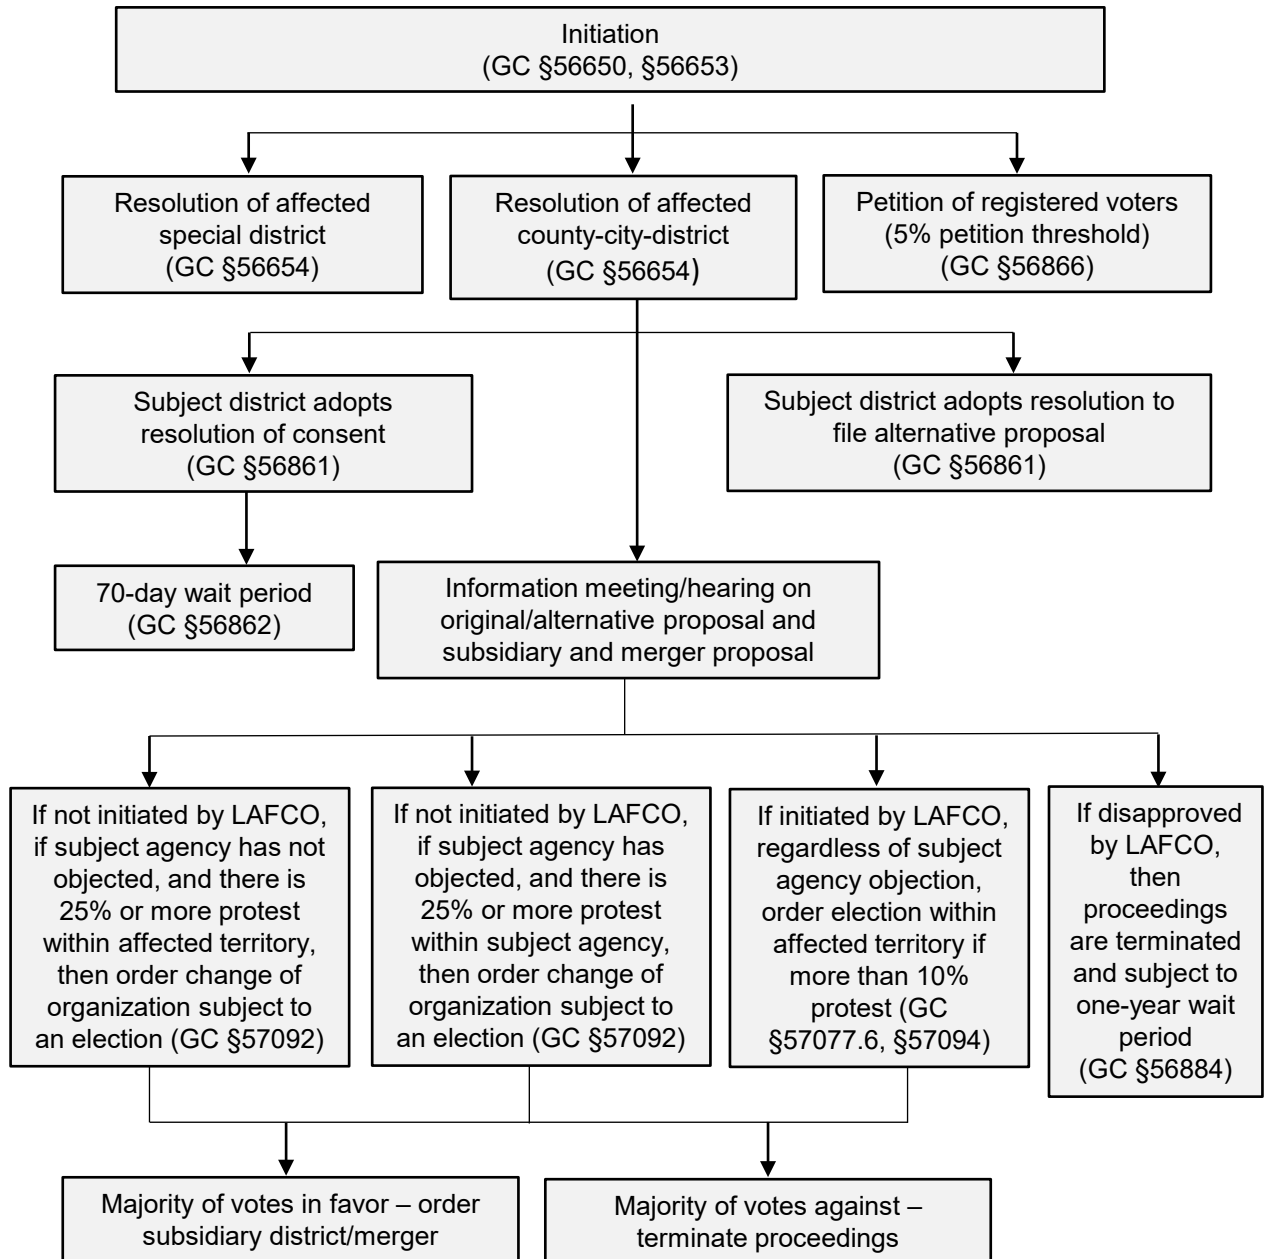 Initiation
(GC §56650, §56653)
Resolution of affected
special district
(GC §56654)
Resolution of affected
county-city-district
(GC §56654)
Petition of registered voters
(5% petition threshold)
(GC §56866)
Subject district adopts
resolution of consent
(GC §56861)
Subject district adopts resolution to
file alternative proposal
(GC §56861)
70-day wait period
(GC §56862)
Information meeting/hearing on
original/alternative proposal and
subsidiary and merger proposal
If not initiated by LAFCO,
if subject agency has not
objected, and there is
25% or more protest
within affected territory,
then order change of
organization subject to
an election (GC §57092)
If not initiated by LAFCO,
if subject agency has
objected, and there is
25% or more protest
within subject agency,
then order change of
organization subject to
an election (GC §57092)
If initiated by LAFCO,
regardless of subject
agency objection,
order election within
affected territory if
more than 10%
protest (GC
§57077.6, §57094)
If disapproved
by LAFCO,
then
proceedings
are terminated
and subject to
one-year wait
period
(GC §56884)
Majority of votes in favor – order
subsidiary district/merger
Majority of votes against –
terminate proceedings